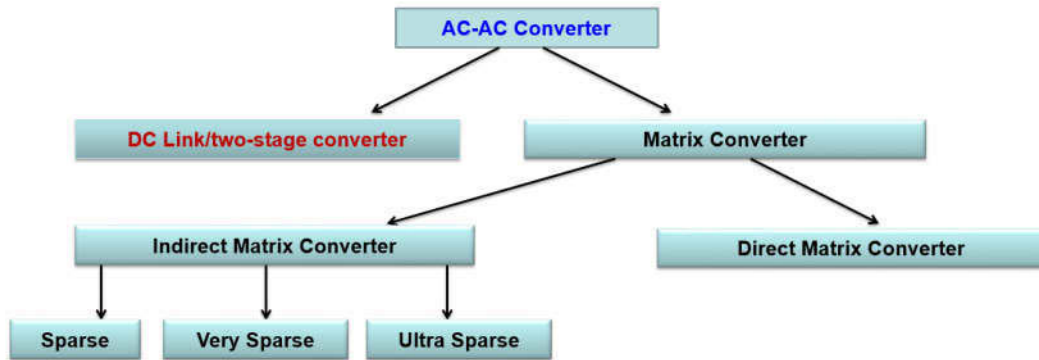 AC-AC Converter
DC Link/two-stage converter
Matrix Converter
Indirect Matrix Converter
Direct Matrix Converter
Sparse
Very Sparse
Ultra Sparse